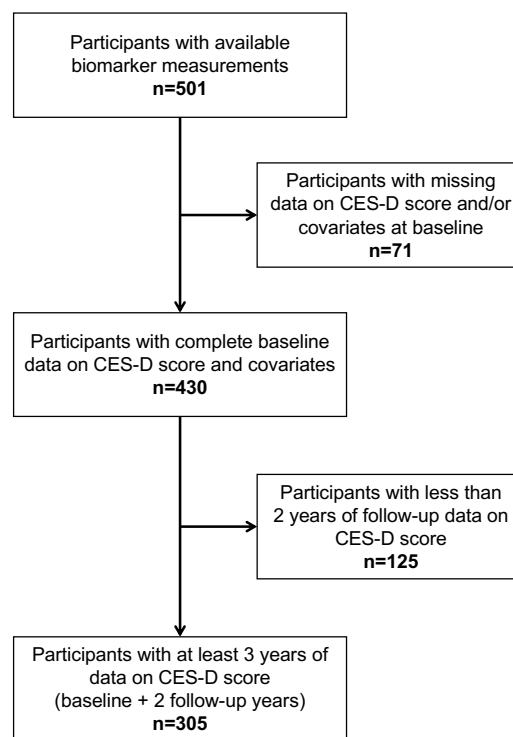 Participants with available
biomarker measurements
n=501
Participants with missing
data on CES-D score and/or
covariates at baseline
n=71
Participants with complete baseline
data on CES-D score and covariates
n=430
Participants with less than
2 years of follow-up data on
CES-D score
n=125
Participants with at least 3 years of
data on CES-D score
(baseline + 2 follow-up years)
n=305